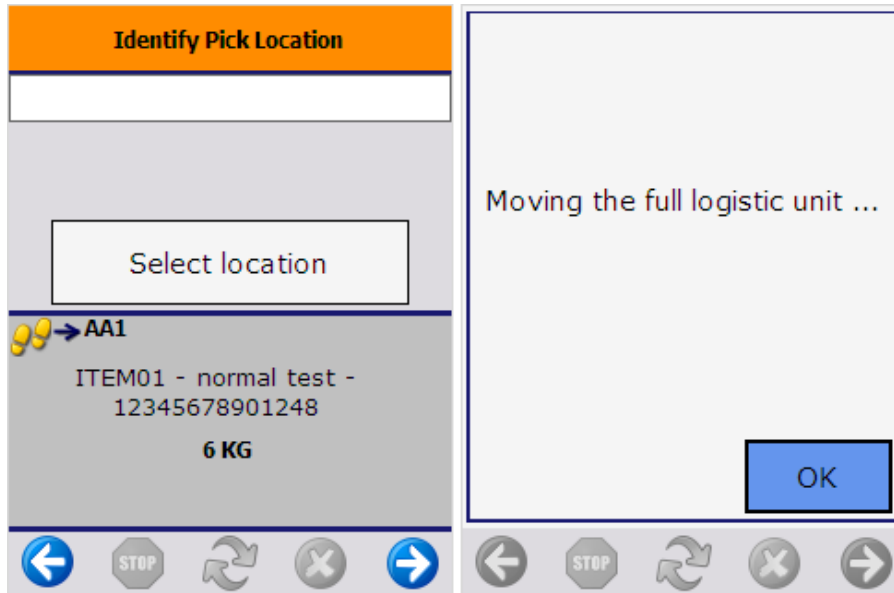 Identify Pick Location
Select location
AA1
ITEM01 - normal test -
12345678901248
6 KG
STOP
Moving the full logistic unit ...
OK
STOP